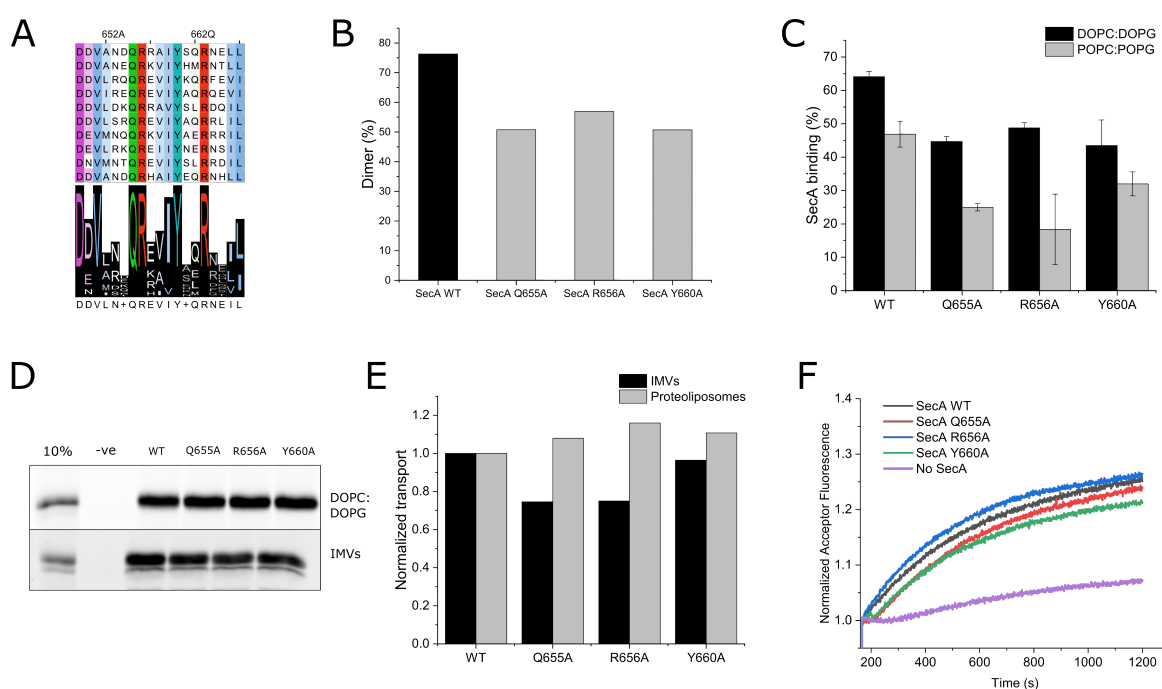 A
652A 662Q
DDVANDQRRAIYSQRNELL
DDVANEQRKVIYHMRNTLL
DDVLRQQREVIYKQRFEVI
DDVIREQREVIYAQRQEVI
DDVLDKQRRAVYSLRDQIL
DDVLSRQREVIYAQRRLIL
DEVMNQQRKVIYAERRRIL
DEVLRKQREVIYNERNSIL
DNVMNTQREVIYSLRRDIL
DDVANDQRHAIYEQRNHLL
DDVLN+QREVIY+QRNEIL
B
Dimer (%)
80
70
60
50
40
30
20
10
0
SecA WT SecA Q655A SecA R656A SecA Y660A
C
DOPC:DOPG
POPC:POPG
SecA binding (%)
70
60
50
40
30
20
10
0
WT Q655A R656A Y660A
D
10% -ve WT Q655A R656A Y660A
DOPC:
DOPG
IMVs
E
IMVs
Proteoliposomes
Normalized transport
1.2
1.0
0.8
0.6
0.4
0.2
0.0
WT Q655A R656A Y660A
F
SecA WT
SecA Q655A
SecA R656A
SecA Y660A
No SecA
Normalized Acceptor Fluorescence
1.4
1.3
1.2
1.1
1.0
200 400 600 800 1000 1200
Time (s)